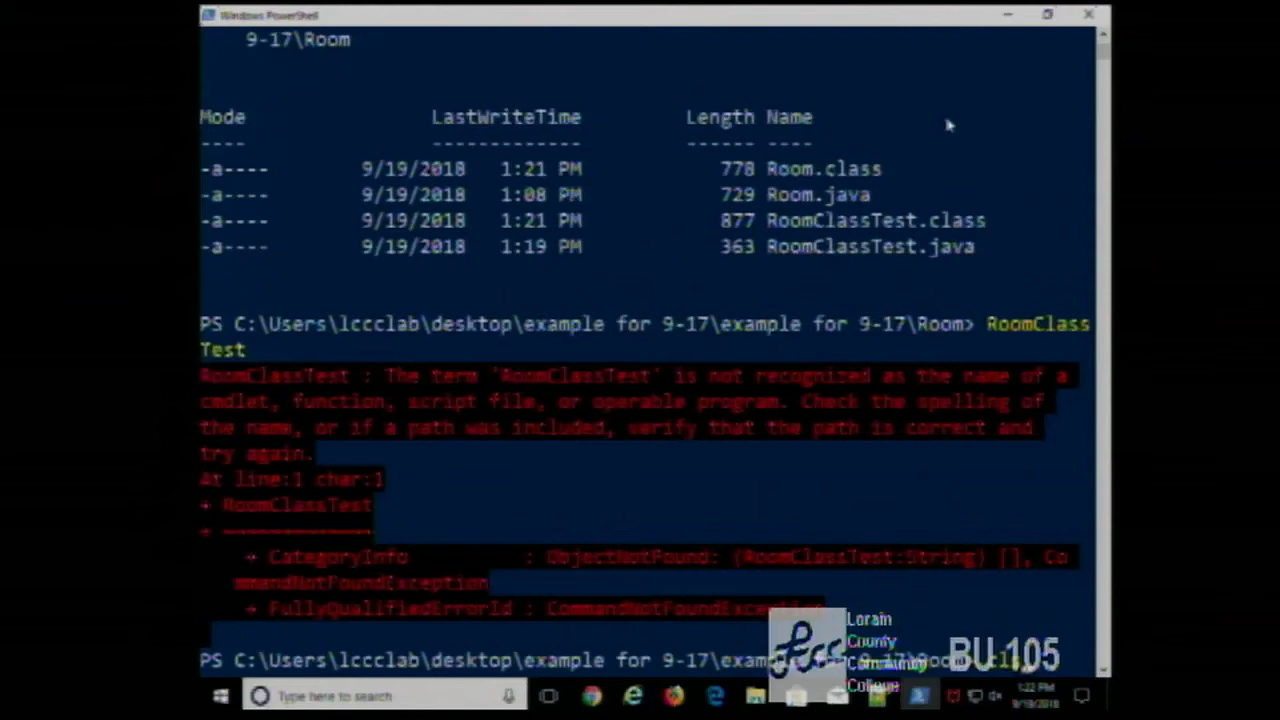 Windows PowerShell
9-17\Room
Mode LastWriteTime Length Name
---- ------------- ------ ----
-a---- 9/19/2018 1:21 PM 778 Room.class
-a---- 9/19/2018 1:08 PM 729 Room.java
-a---- 9/19/2018 1:21 PM 877 RoomClassTest.class
-a---- 9/19/2018 1:19 PM 363 RoomClassTest.java
PS C:\Users\lccclab\desktop\example for 9-17\example for 9-17\Room> RoomClass
Test
RoomClassTest : The term 'RoomClassTest' is not recognized as the name of a
cmdlet, function, script file, or operable program. Check the spelling of
the name, or if a path was included, verify that the path is correct and
try again.
At line:1 char:1
+ RoomClassTest
+ ~~~~~~~~~~~~~
+ CategoryInfo : ObjectNotFound: (RoomClassTest:String) [], Co
mmandNotFoundException
+ FullyQualifiedErrorId : CommandNotFoundException
PS C:\Users\lccclab\desktop\example for 9-17\
Lorain
County
Community
College
BU 105
Type here to search
1:22 PM
9/19/2018